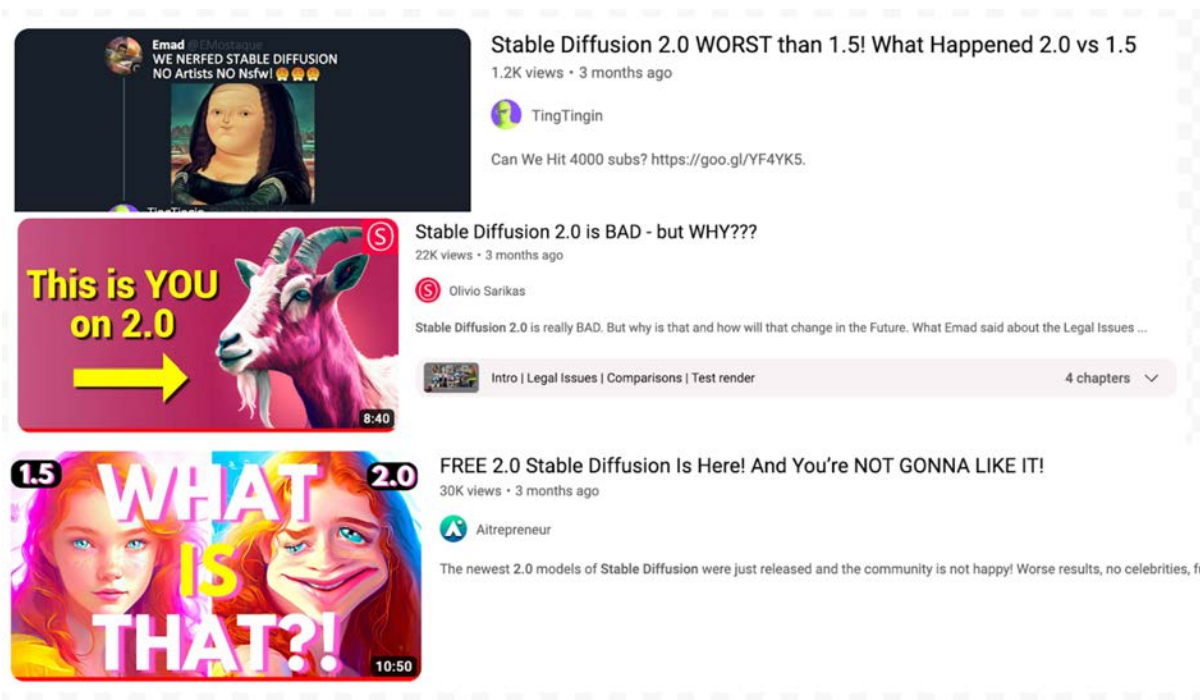 Emad @EMostaque
WE NERFED STABLE DIFFUSION
NO Artists NO Nsfw!
TingTingin
Stable Diffusion 2.0 WORST than 1.5! What Happened 2.0 vs 1.5
1.2K views • 3 months ago
TingTingin
Can We Hit 4000 subs? https://goo.gl/YF4YK5.
This is YOU
on 2.0
S
8:40
Stable Diffusion 2.0 is BAD - but WHY???
22K views • 3 months ago
S
Olivio Sarikas
Stable Diffusion 2.0 is really BAD. But why is that and how will that change in the Future. What Emad said about the Legal Issues ...
Intro | Legal Issues | Comparisons | Test render
4 chapters
1.5
2.0
WHAT
IS
THAT?!
10:50
FREE 2.0 Stable Diffusion Is Here! And You're NOT GONNA LIKE IT!
30K views • 3 months ago
Aitrepreneur
The newest 2.0 models of Stable Diffusion were just released and the community is not happy! Worse results, no celebrities,